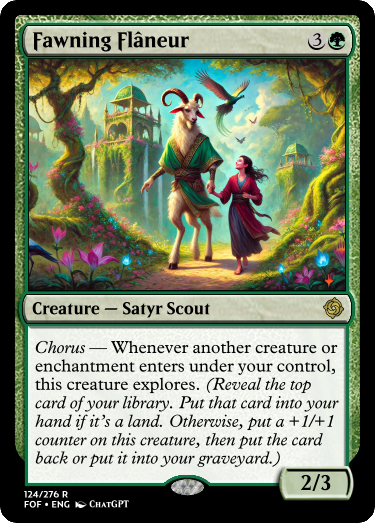 Fawning Flâneur 3
Creature — Satyr Scout
Chorus — Whenever another creature or
enchantment enters under your control,
this creature explores. (Reveal the top
card of your library. Put that card into your
hand if it's a land. Otherwise, put a +1/+1
counter on this creature, then put the card
back or put it into your graveyard.)
2/3
124/276 R
FOF • ENG ChatGPT